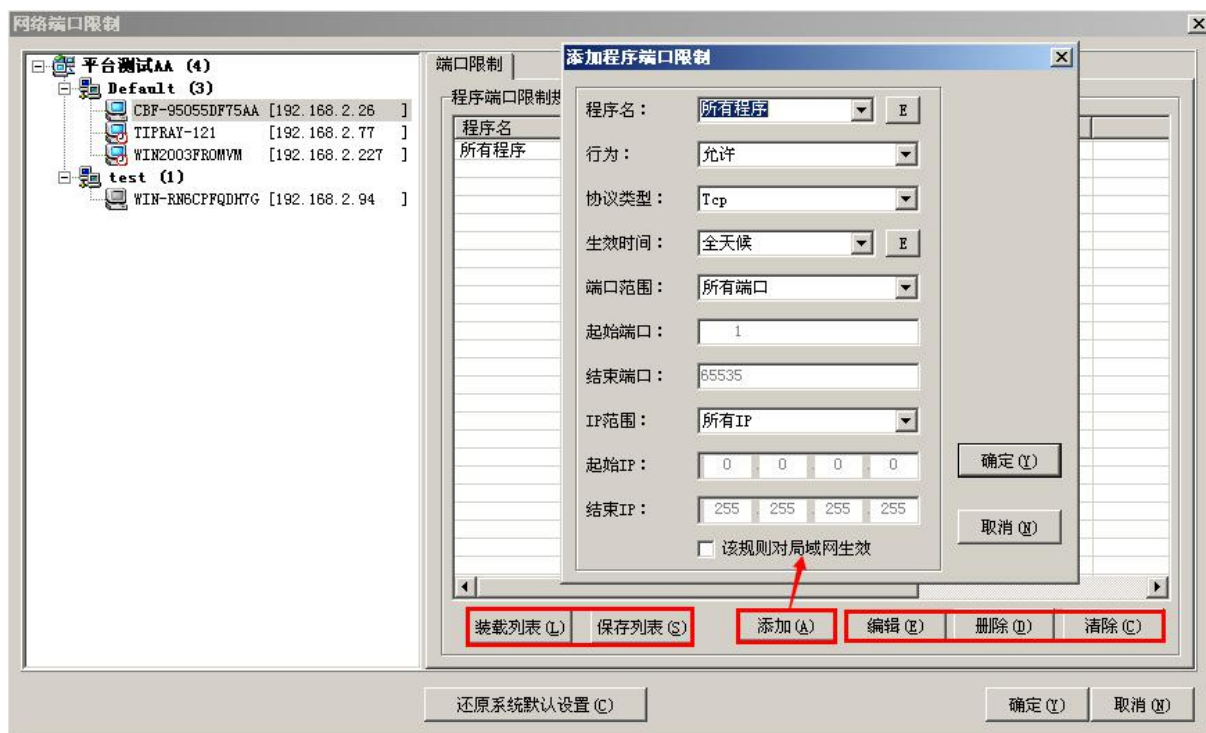 网络端口限制
平台测试AA (4)
Default (3)
CBF-95055DF75AA [192.168.2.26 ]
TIPRAY-121 [192.168.2.77 ]
WIN2003FROMVM [192.168.2.227 ]
test (1)
WIN-RN6CPFQDH7G [192.168.2.94 ]
端口限制
程序端口限制规
程序名
所有程序
添加程序端口限制
程序名： 所有程序 E
行为： 允许
协议类型： Tcp
生效时间： 全天候 E
端口范围： 所有端口
起始端口： 1
结束端口： 65535
IP范围： 所有IP
起始IP： 0 . 0 . 0 . 0
结束IP： 255 . 255 . 255 . 255
该规则对局域网生效
确定(Y)
取消(N)
装载列表(L) 保存列表(S) 添加(A) 编辑(E) 删除(D) 清除(C)
还原系统默认设置(C) 确定(Y) 取消(N)